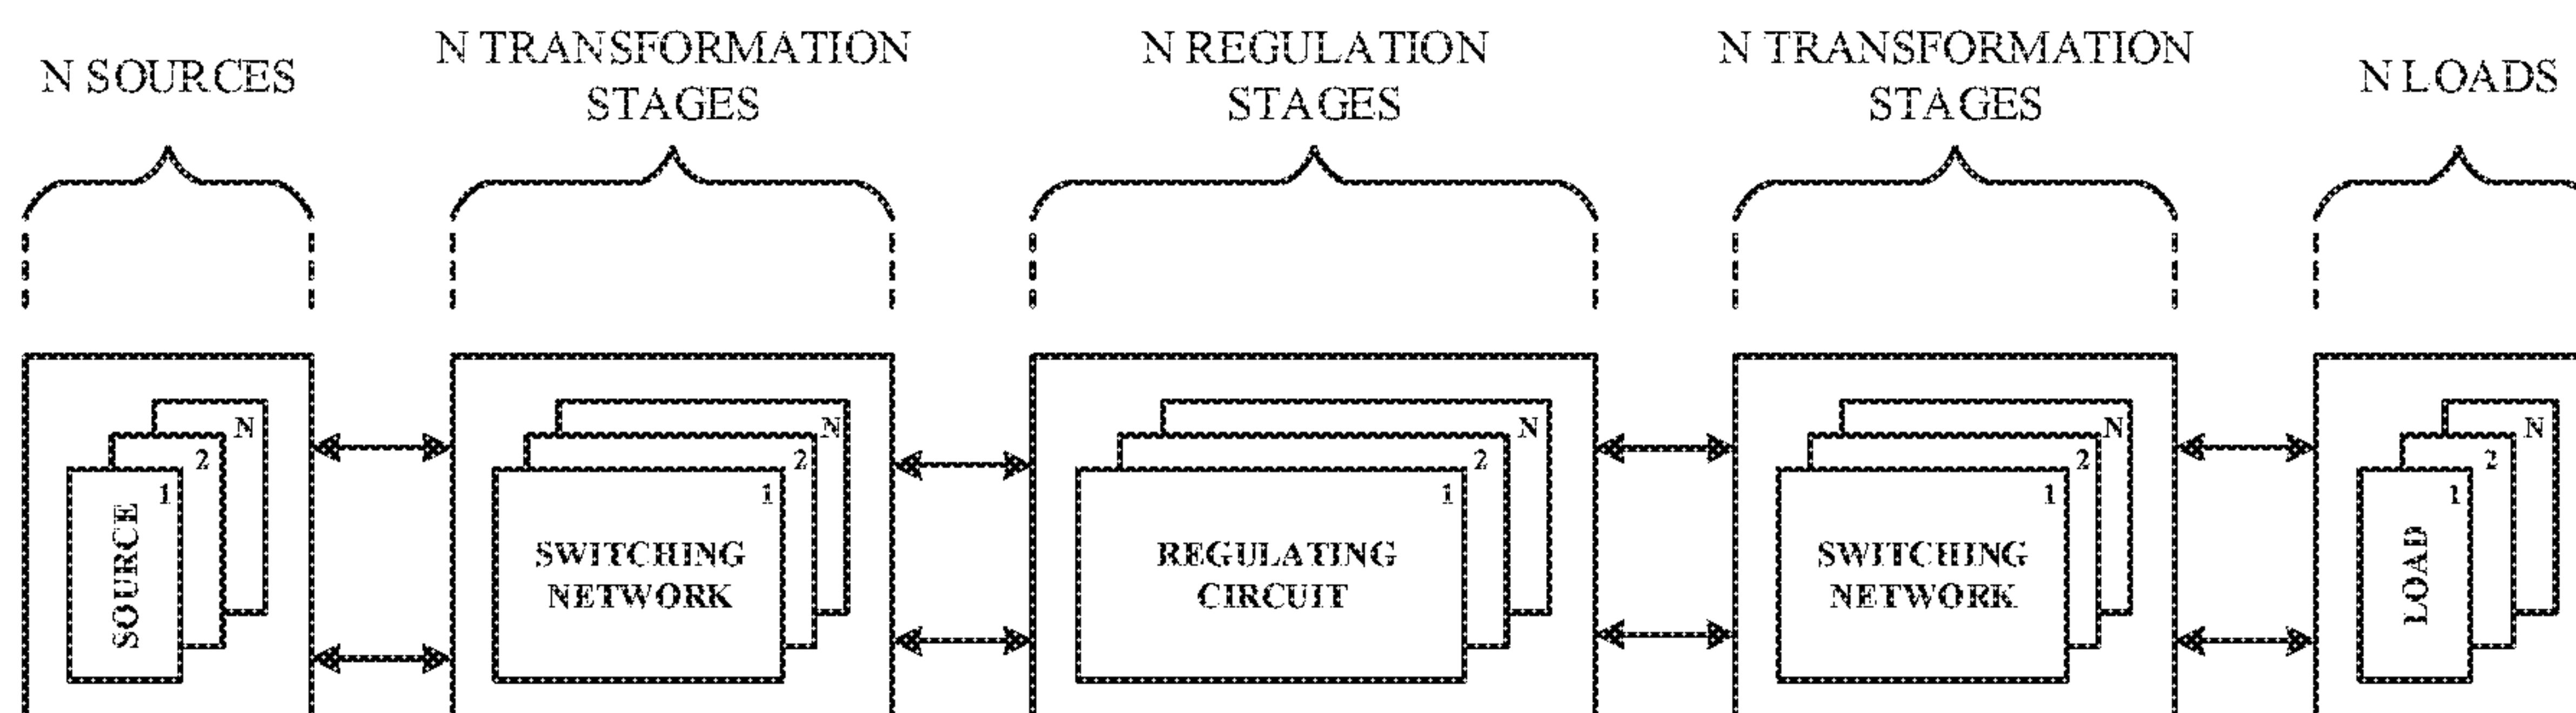 N SOURCES
N TRANSFORMATION
STAGES
N REGULATION
STAGES
N TRANSFORMATION
STAGES
N LOADS
N
2
1
SOURCE
N
2
1
SWITCHING
NETWORK
N
2
1
REGULATING
CIRCUIT
N
2
1
SWITCHING
NETWORK
N
2
1
LOAD